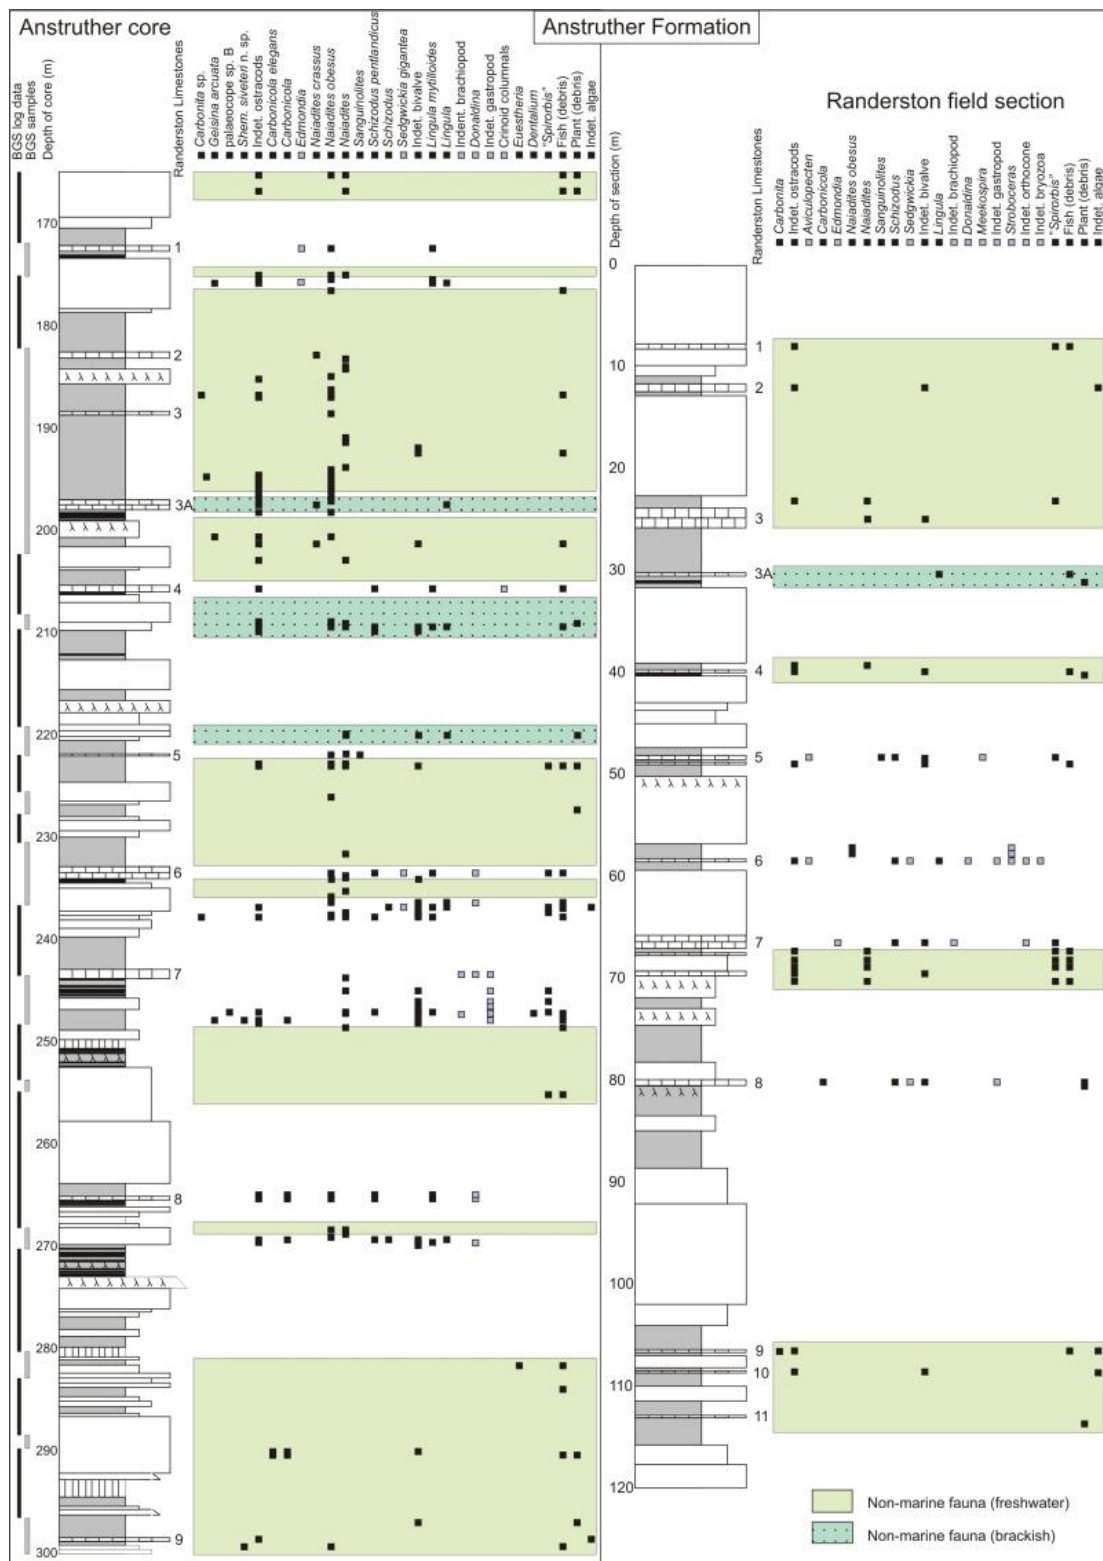 Anstruther core
Anstruther Formation
Randerston field section
BGS log data
BGS samples
Depth of core (m)
Randerston Limestones
Carbonita sp.
Geisina arcuata
palaeocope sp. B
Shem. siveteri n. sp.
Indet. ostracods
Carbonicola elegans
Carbonicola
Edmondia
Naiadites crassus
Naiadites obesus
Naiadites
Sanguinolites
Schizodus pentlandicus
Schizodus
Sedgwickia gigantea
Indet. bivalve
Lingula mytilloides
Lingula
Indent. brachiopod
Donaldina
Indet. gastropod
Crinoid columnals
Euestheria
Dentalium
"Spirorbis"
Fish (debris)
Plant (debris)
Indet. algae
170
180
190
200
210
220
230
240
250
260
270
280
290
300
1
2
3
3A
4
5
6
7
8
9
Depth of section (m)
Randerston Limestones
Carbonita
Indet. ostracods
Aviculopecten
Carbonicola
Edmondia
Naiadites obesus
Naiadites
Sanguinolites
Schizodus
Sedgwickia
Indet. bivalve
Lingula
Indet. brachiopod
Donaldina
Meekospira
Indet. gastropod
Stroboceras
Indet. orthocone
Indet. bryozoa
"Spirorbis"
Fish (debris)
Plant (debris)
Indet. algae
0
10
20
30
40
50
60
70
80
90
100
110
120
1
2
3
3A
4
5
6
7
8
9
10
11
Non-marine fauna (freshwater)
Non-marine fauna (brackish)